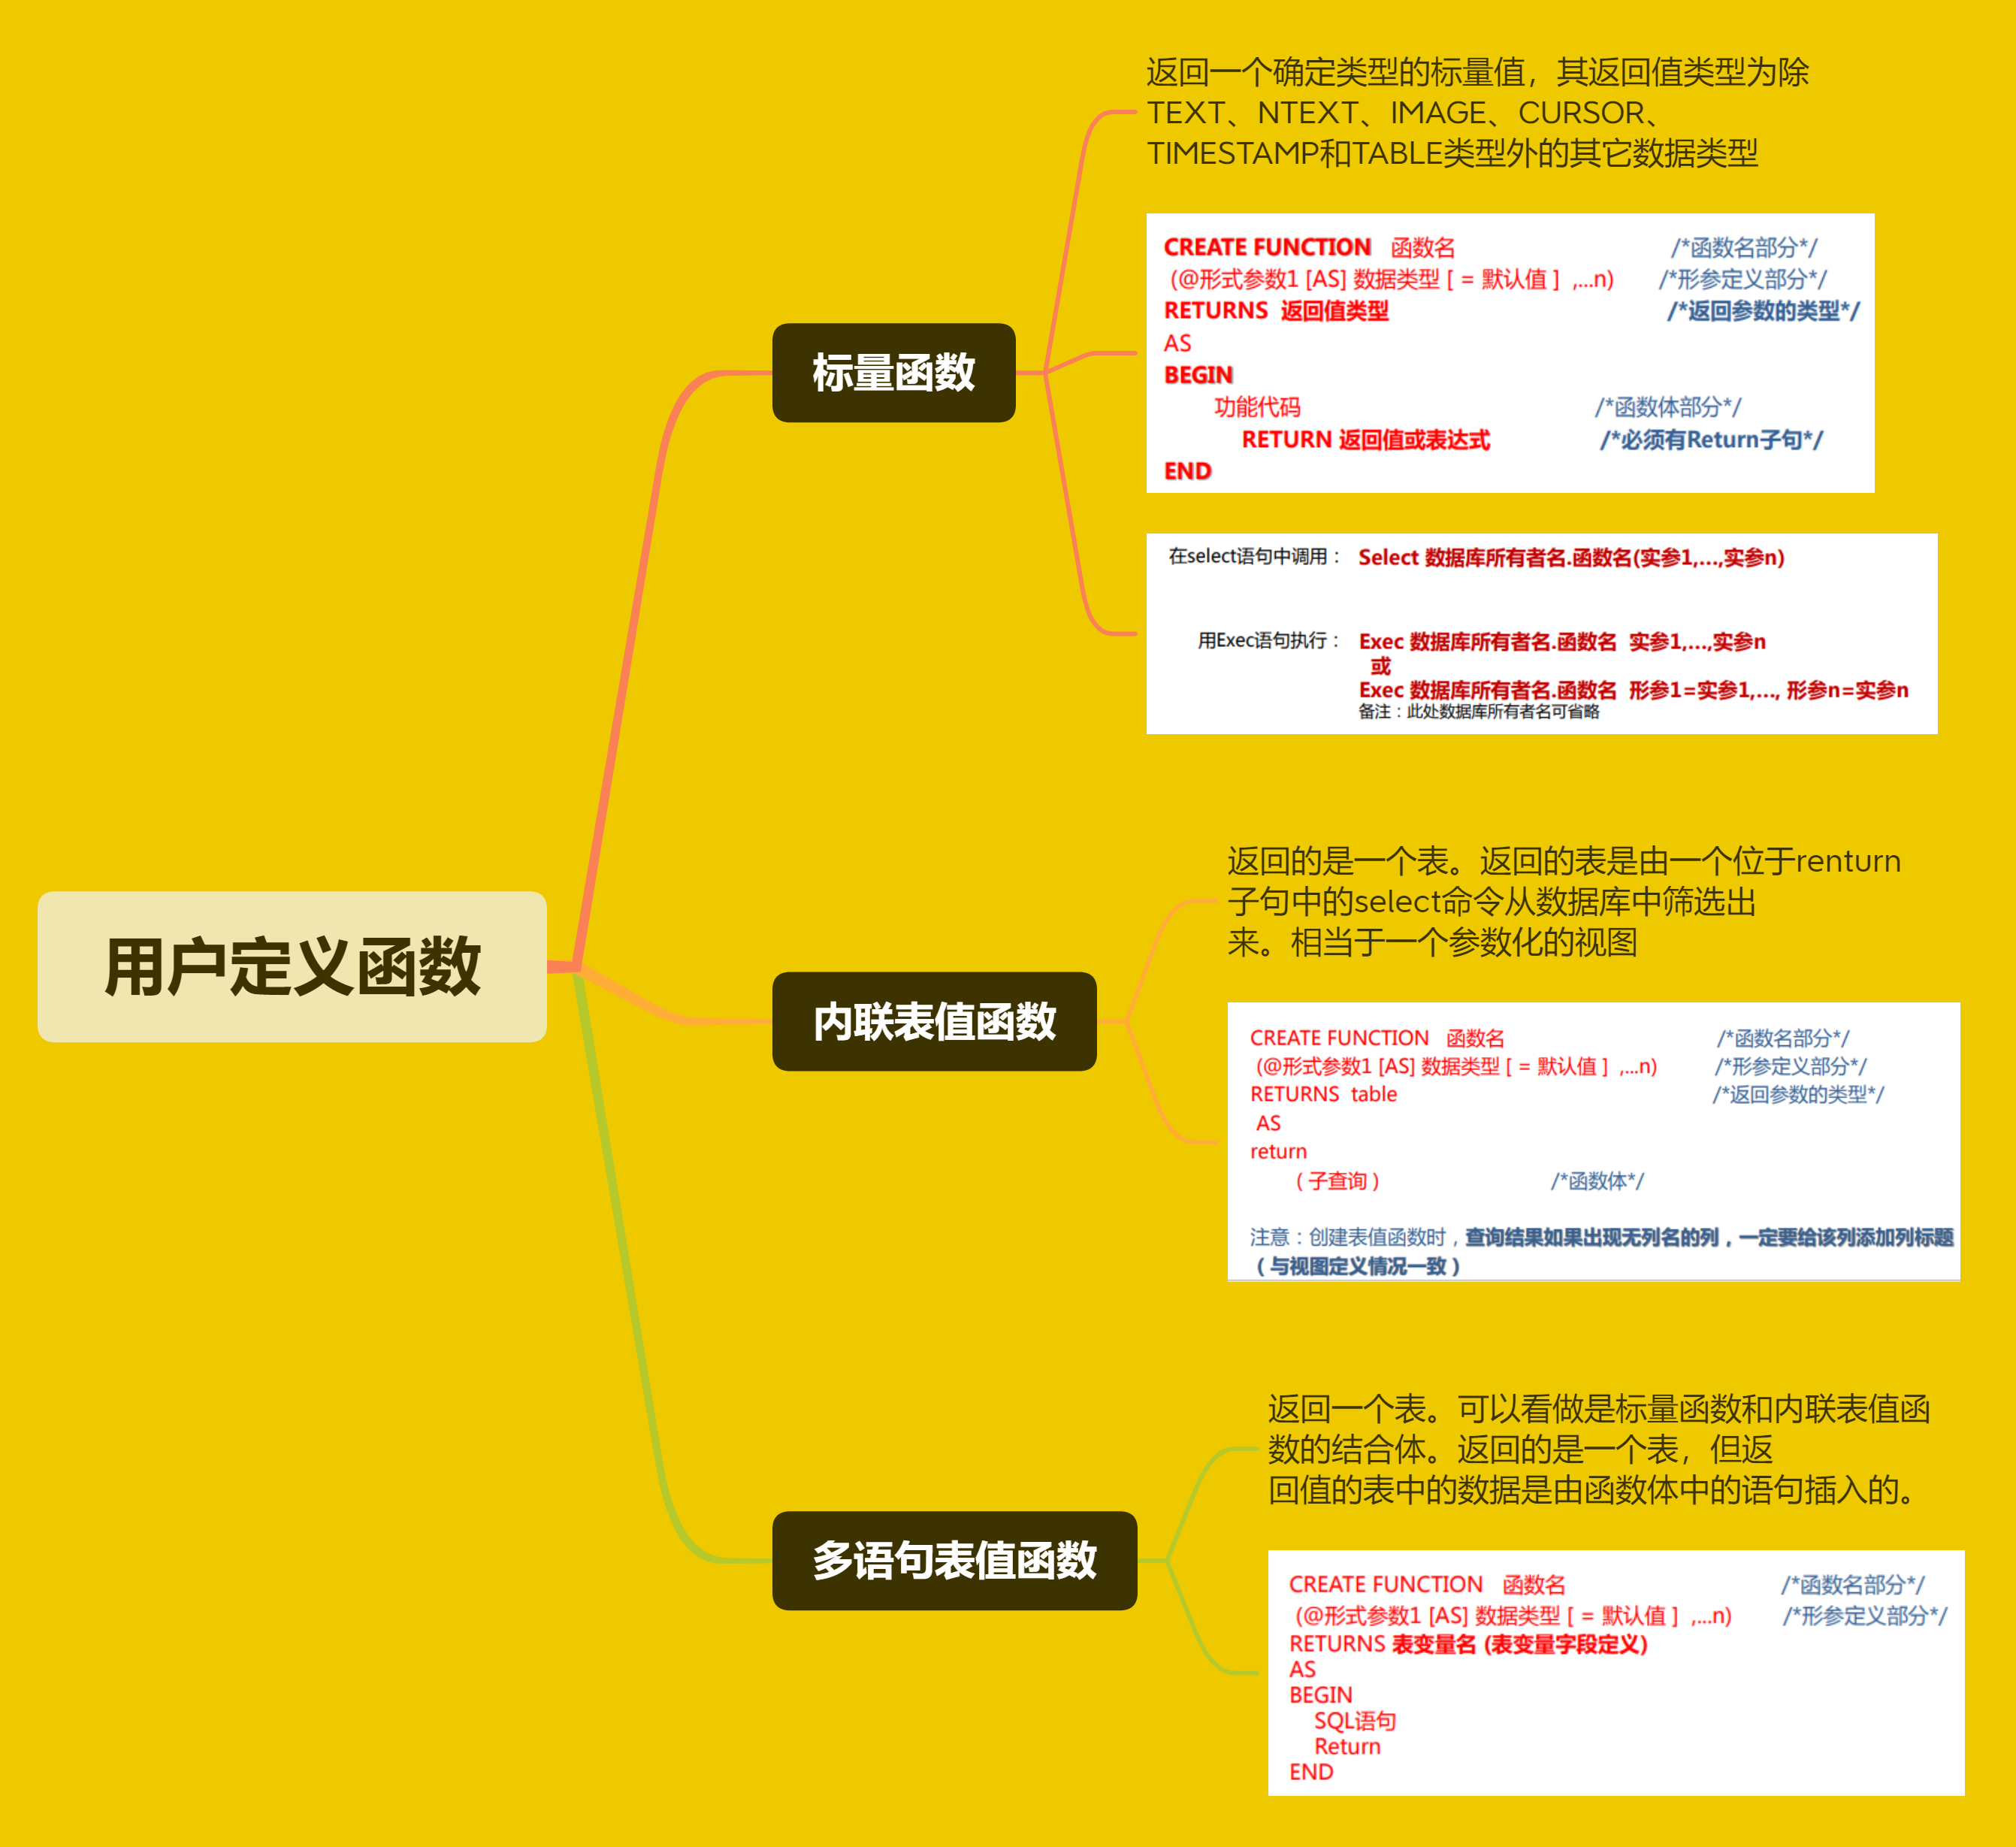 用户定义函数
标量函数
返回一个确定类型的标量值，其返回值类型为除
TEXT、NTEXT、IMAGE、CURSOR、
TIMESTAMP和TABLE类型外的其它数据类型
CREATE FUNCTION 函数名 /*函数名部分*/
(@形式参数1 [AS] 数据类型 [ = 默认值 ] ,...n) /*形参定义部分*/
RETURNS 返回值类型 /*返回参数的类型*/
AS
BEGIN
功能代码 /*函数体部分*/
RETURN 返回值或表达式 /*必须有Return子句*/
END
在select语句中调用： Select 数据库所有者名.函数名(实参1,...,实参n)
用Exec语句执行： Exec 数据库所有者名.函数名 实参1,...,实参n
或
Exec 数据库所有者名.函数名 形参1=实参1,..., 形参n=实参n
备注：此处数据库所有者名可省略
内联表值函数
返回的是一个表。返回的表是由一个位于renturn
子句中的select命令从数据库中筛选出
来。相当于一个参数化的视图
CREATE FUNCTION 函数名 /*函数名部分*/
(@形式参数1 [AS] 数据类型 [ = 默认值 ] ,...n) /*形参定义部分*/
RETURNS table /*返回参数的类型*/
AS
return
（子查询） /*函数体*/
注意：创建表值函数时，查询结果如果出现无列名的列，一定要给该列添加列标题
（与视图定义情况一致）
多语句表值函数
返回一个表。可以看做是标量函数和内联表值函
数的结合体。返回的是一个表，但返
回值的表中的数据是由函数体中的语句插入的。
CREATE FUNCTION 函数名 /*函数名部分*/
(@形式参数1 [AS] 数据类型 [ = 默认值 ] ,...n) /*形参定义部分*/
RETURNS 表变量名 (表变量字段定义)
AS
BEGIN
SQL语句
Return
END